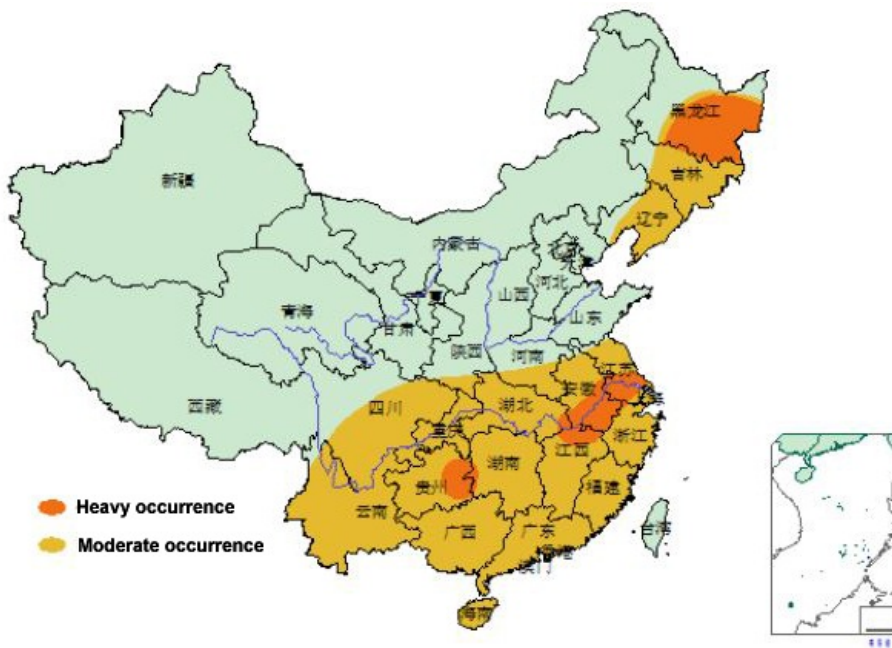 黑龙江
吉林
辽宁
新疆
内蒙古
北京
天津
河北
山西
宁夏
青海
山东
甘肃
陕西
河南
江苏
安徽
西藏
四川
湖北
重庆
浙江
江西
湖南
贵州
福建
云南
广西
广东
台湾
香港
澳门
海南
Heavy occurrence
Moderate occurrence